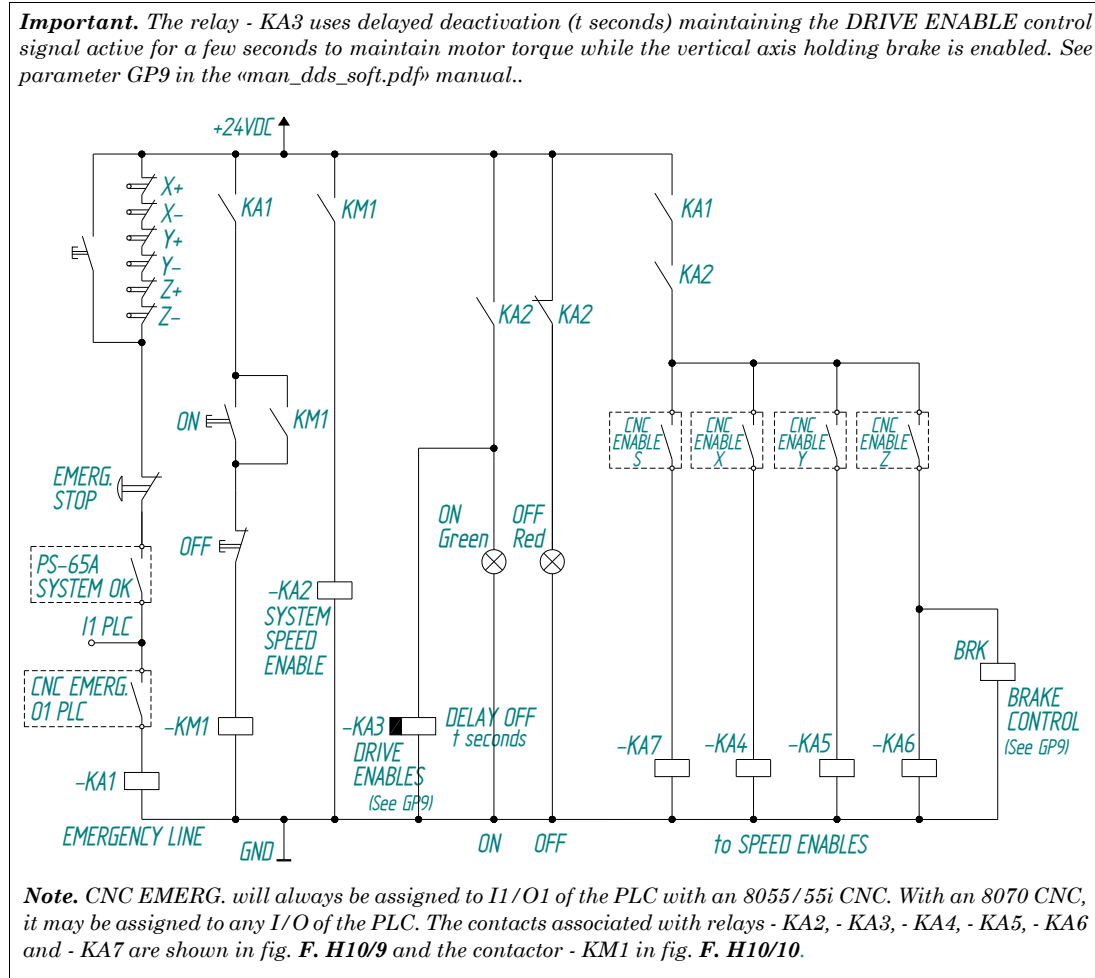 Important. The relay - KA3 uses delayed deactivation (t seconds) maintaining the DRIVE ENABLE control
signal active for a few seconds to maintain motor torque while the vertical axis holding brake is enabled. See
parameter GP9 in the «man_dds_soft.pdf» manual..
+24VDC
X+
X-
Y+
Y-
Z+
Z-
KA1
KM1
KA1
KA2
KA2
KA2
ON
KM1
EMERG.
STOP
OFF
PS-65A
SYSTEM OK
I1 PLC
CNC EMERG.
O1 PLC
-KA1
-KM1
-KA2
SYSTEM
SPEED
ENABLE
ON
Green
OFF
Red
-KA3
DRIVE
ENABLES
(See GP9)
DELAY OFF
t seconds
CNC
ENABLE
S
CNC
ENABLE
X
CNC
ENABLE
Y
CNC
ENABLE
Z
-KA7
-KA4
-KA5
-KA6
BRK
BRAKE
CONTROL
(See GP9)
EMERGENCY LINE
GND
ON
OFF
to SPEED ENABLES
Note. CNC EMERG. will always be assigned to I1/O1 of the PLC with an 8055/55i CNC. With an 8070 CNC,
it may be assigned to any I/O of the PLC. The contacts associated with relays - KA2, - KA3, - KA4, - KA5, - KA6
and - KA7 are shown in fig. F. H10/9 and the contactor - KM1 in fig. F. H10/10.